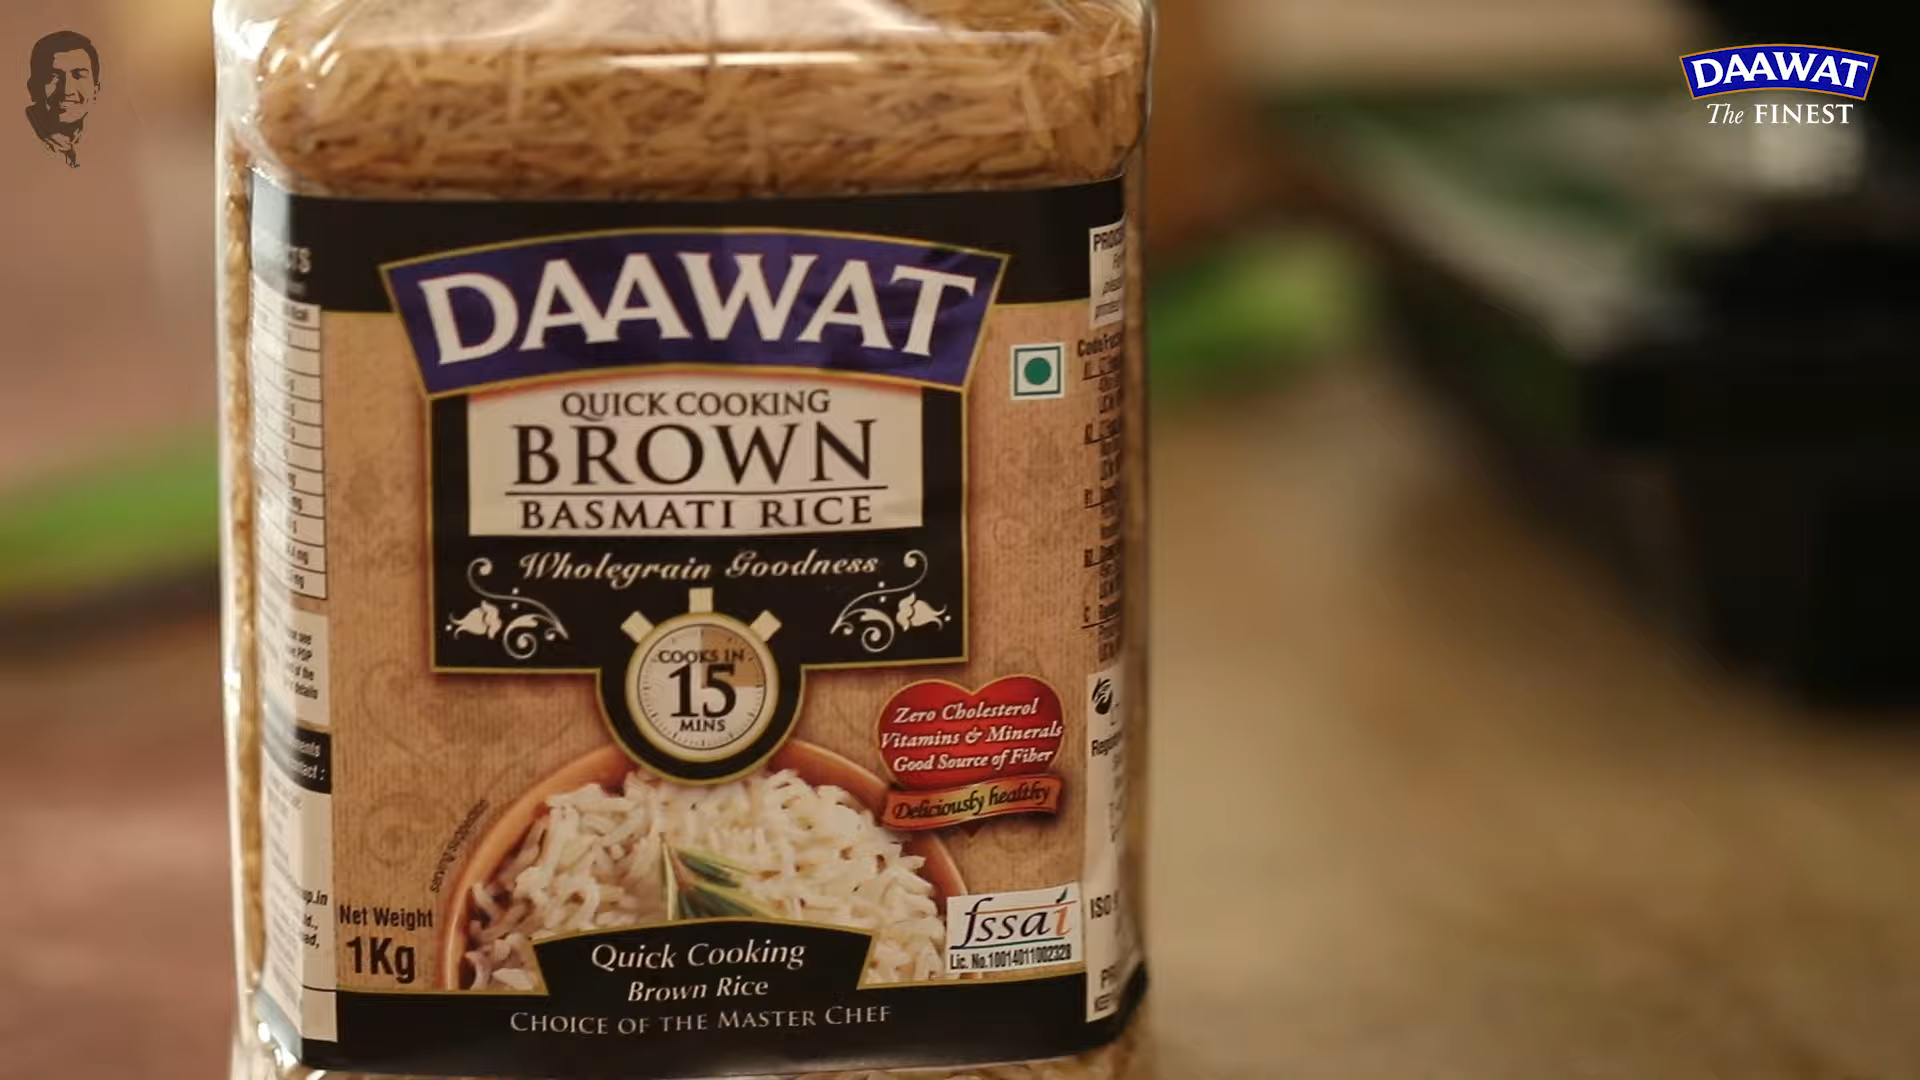 DAAWAT
The FINEST
DAAWAT
QUICK COOKING
BROWN
BASMATI RICE
Wholegrain Goodness
COOKS IN
15
MINS
Zero Cholesterol
Vitamins & Minerals
Good Source of Fiber
Deliciously healthy
Net Weight
1Kg
fssai
Lic. No.10014011002328
Quick Cooking
Brown Rice
CHOICE OF THE MASTER CHEF